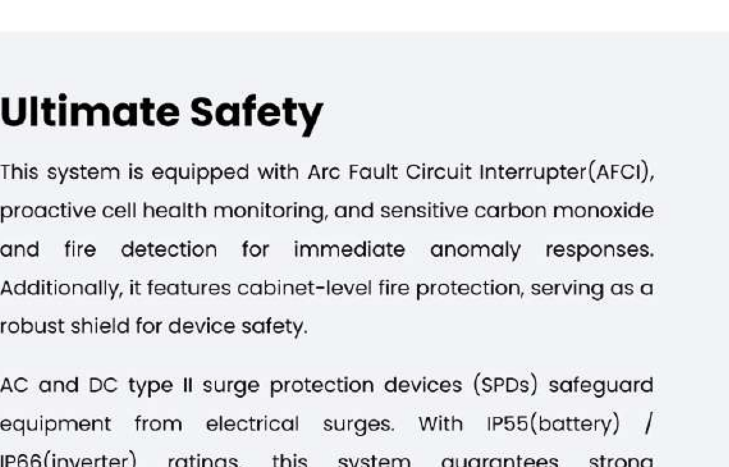 Ultimate Safety
This system is equipped with Arc Fault Circuit Interrupter(AFCI),
proactive cell health monitoring, and sensitive carbon monoxide
and fire detection for immediate anomaly responses.
Additionally, it features cabinet-level fire protection, serving as a
robust shield for device safety.
AC and DC type II surge protection devices (SPDs) safeguard
equipment from electrical surges. With IP55(battery) /
IP66(inverter) ratings, this system guarantees strong